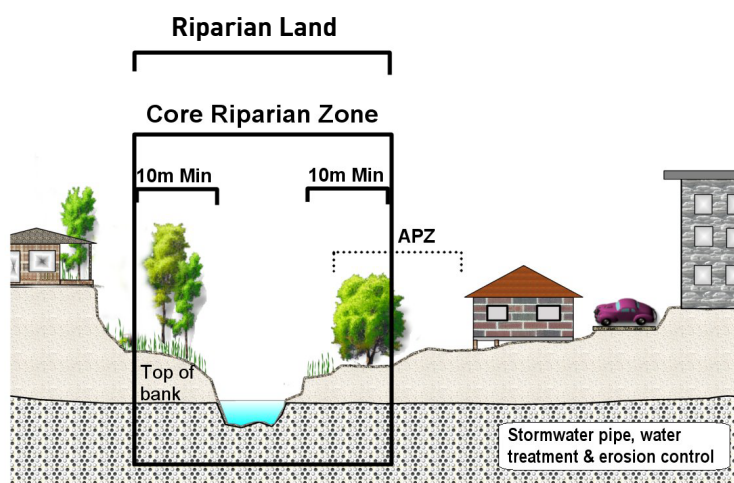 Riparian Land
Core Riparian Zone
10m Min
10m Min
APZ
Top of
bank
Stormwater pipe, water
treatment & erosion control